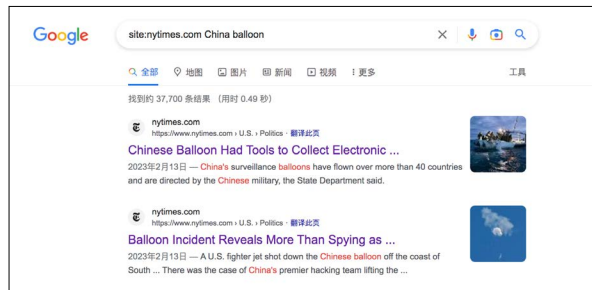 Google
site:nytimes.com China balloon
全部 地图 图片 新闻 视频 更多 工具
找到约 37,700 条结果 （用时 0.49 秒）
nytimes.com
https://www.nytimes.com › U.S. › Politics · 翻译此页
Chinese Balloon Had Tools to Collect Electronic ...
2023年2月13日 — China's surveillance balloons have flown over more than 40 countries
and are directed by the Chinese military, the State Department said.
nytimes.com
https://www.nytimes.com › U.S. › Politics · 翻译此页
Balloon Incident Reveals More Than Spying as ...
2023年2月13日 — A U.S. fighter jet shot down the Chinese balloon off the coast of
South ... There was the case of China's premier hacking team lifting the ...